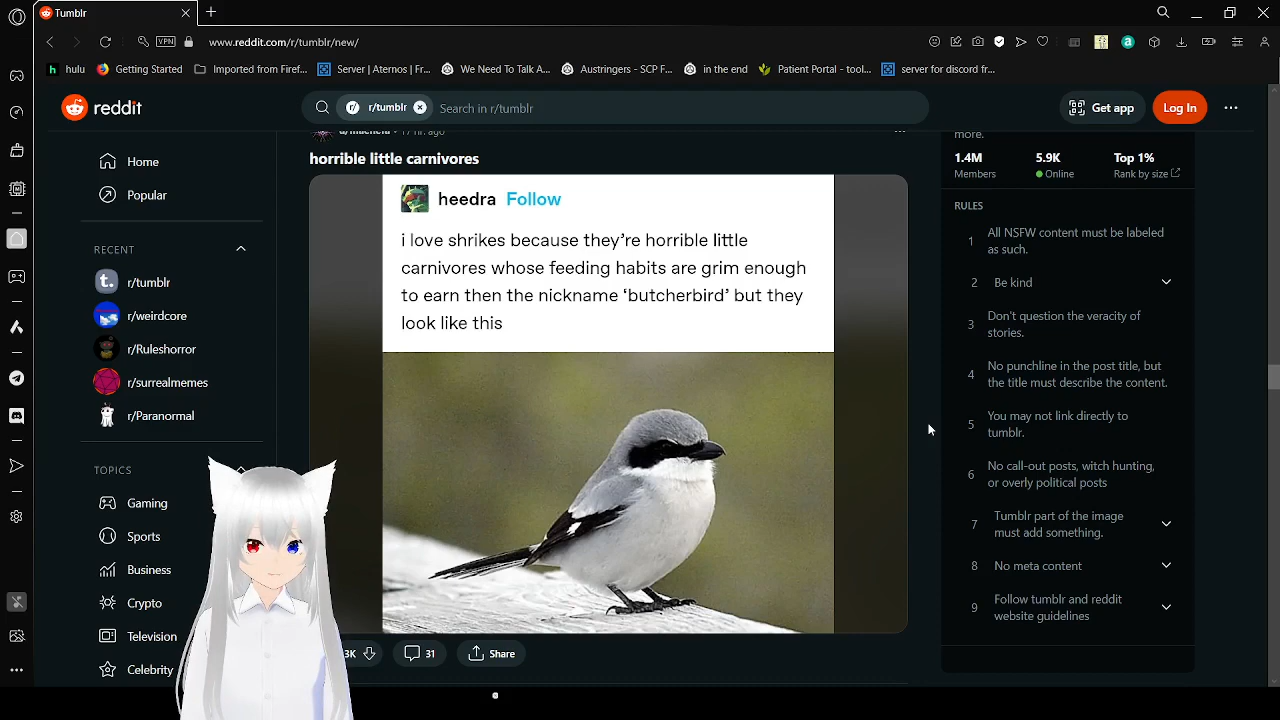 Tumblr
VPN
www.reddit.com/r/tumblr/new/
hulu
Getting Started
Imported from Firef...
Server | Aternos | Fr...
We Need To Talk A...
Austringers - SCP F...
in the end
Patient Portal - tool...
server for discord fr...
reddit
r/tumblr
Search in r/tumblr
Get app
Log In
Home
Popular
RECENT
r/tumblr
r/weirdcore
r/Ruleshorror
r/surrealmemes
r/Paranormal
TOPICS
Gaming
Sports
Business
Crypto
Television
Celebrity
17 hr. ago
horrible little carnivores
heedra Follow
i love shrikes because they're horrible little
carnivores whose feeding habits are grim enough
to earn then the nickname 'butcherbird' but they
look like this
3K
31
Share
more.
1.4M
Members
5.9K
Online
Top 1%
Rank by size
RULES
1 All NSFW content must be labeled
as such.
2 Be kind
3 Don't question the veracity of
stories.
4 No punchline in the post title, but
the title must describe the content.
5 You may not link directly to
tumblr.
6 No call-out posts, witch hunting,
or overly political posts
7 Tumblr part of the image
must add something.
8 No meta content
9 Follow tumblr and reddit
website guidelines